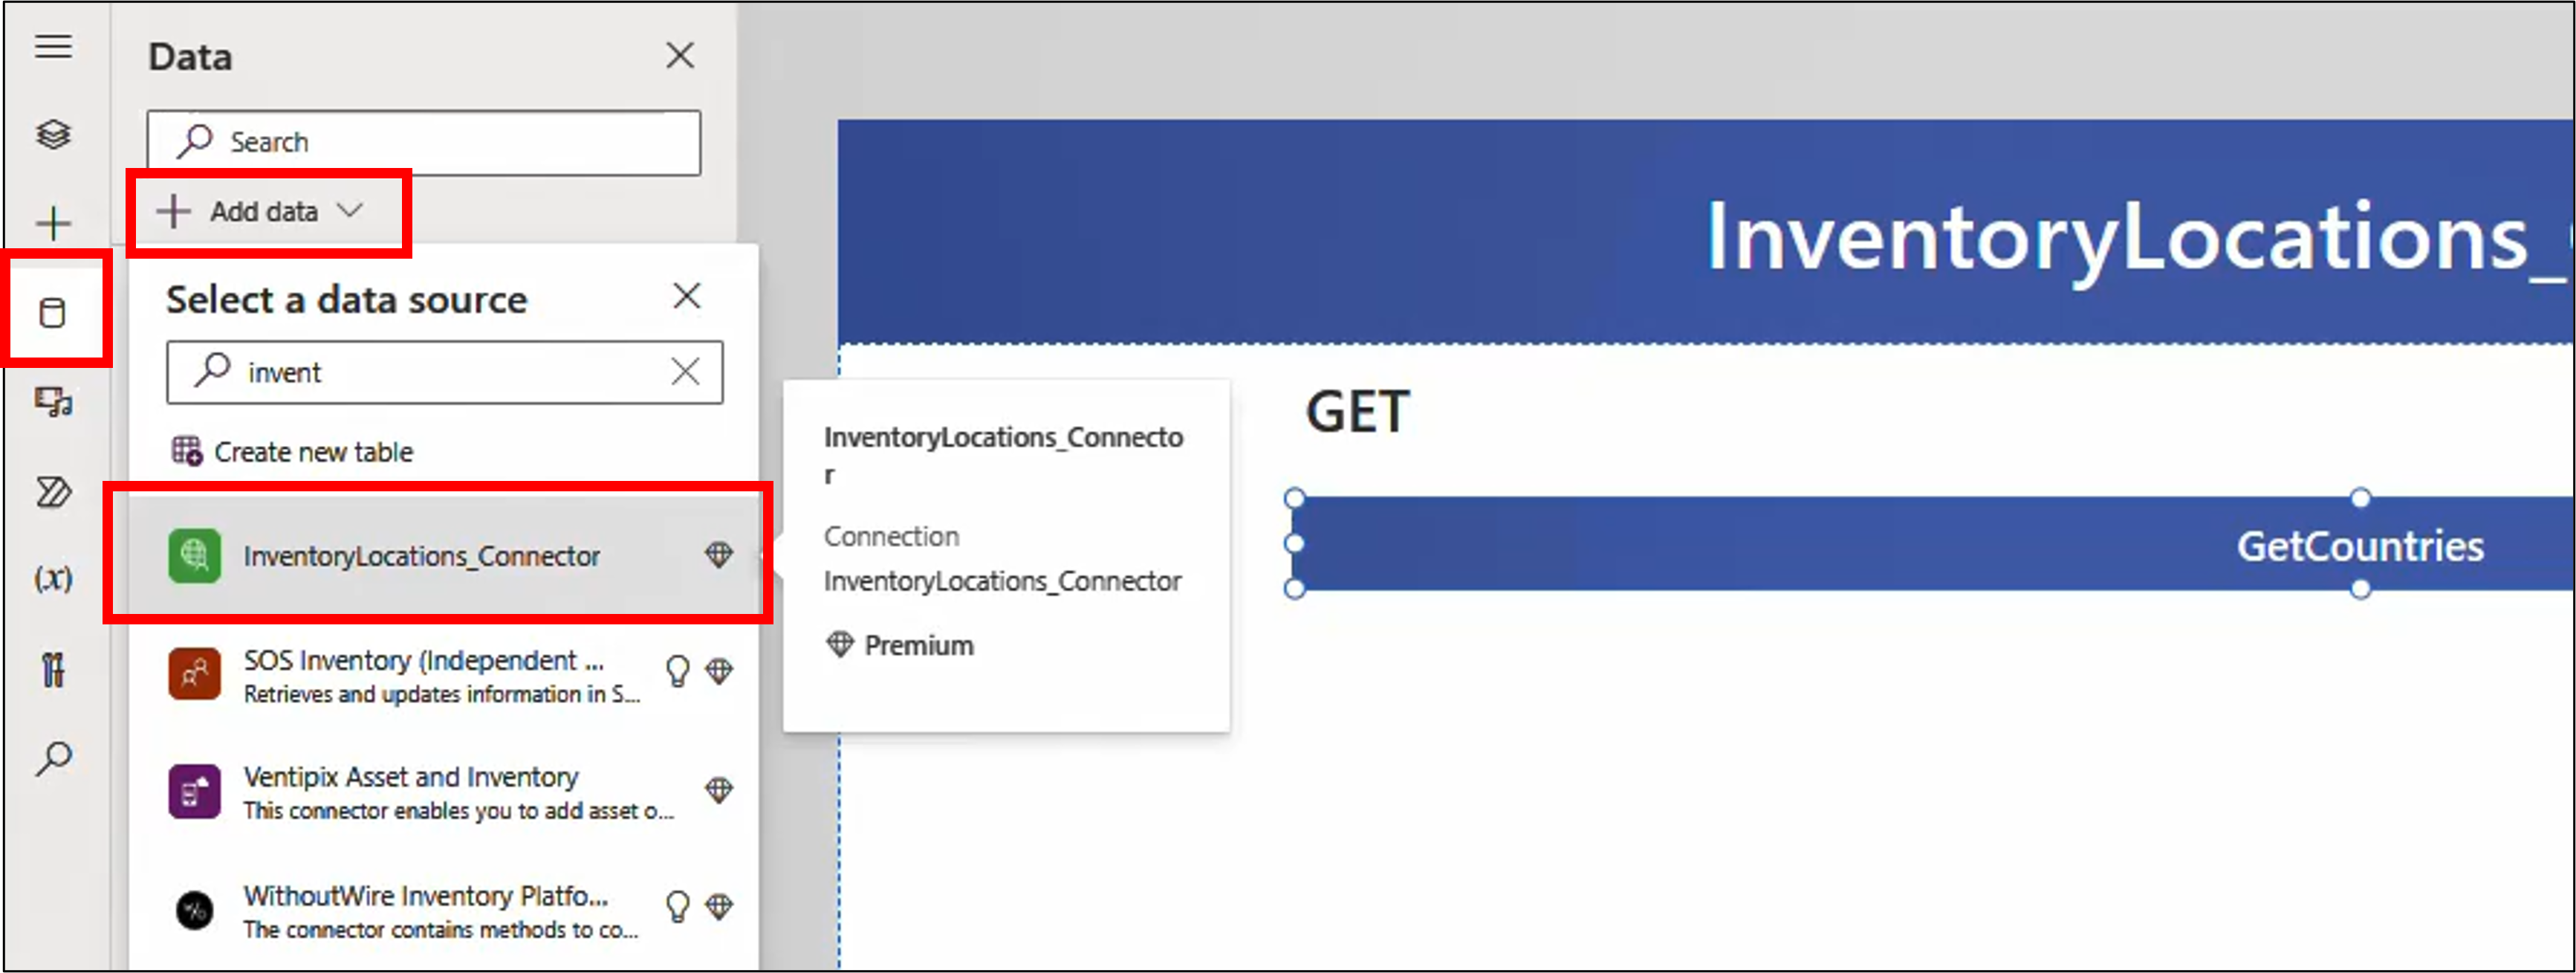 Data
Search
Add data
Select a data source
invent
Create new table
InventoryLocations_Connector
SOS Inventory (Independent ...
Retrieves and updates information in S...
Ventipix Asset and Inventory
This connector enables you to add asset o...
WithoutWire Inventory Platfo...
The connector contains methods to co...
(x)
InventoryLocations_Connecto
r
Connection
InventoryLocations_Connector
Premium
InventoryLocations_
GET
GetCountries